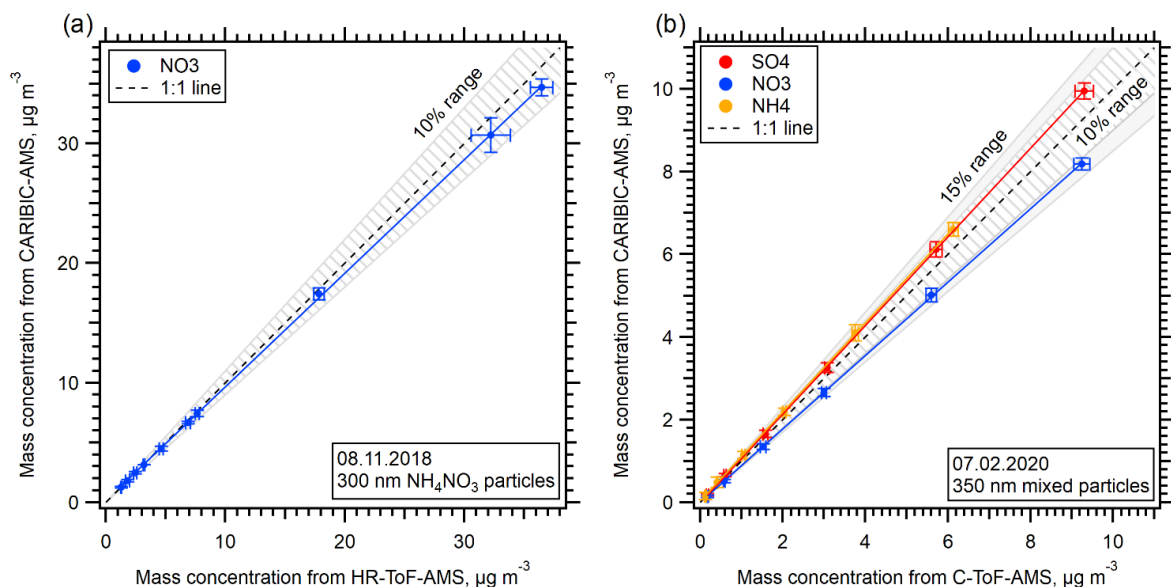 (a)
NO3
1:1 line
10% range
Mass concentration from CARIBIC-AMS, µg m⁻³
30
20
10
0
08.11.2018
300 nm NH₄NO₃ particles
0 10 20 30
Mass concentration from HR-ToF-AMS, µg m⁻³
(b)
SO4
NO3
NH4
1:1 line
15% range
10% range
Mass concentration from CARIBIC-AMS, µg m⁻³
10
8
6
4
2
0
07.02.2020
350 nm mixed particles
0 2 4 6 8 10
Mass concentration from C-ToF-AMS, µg m⁻³